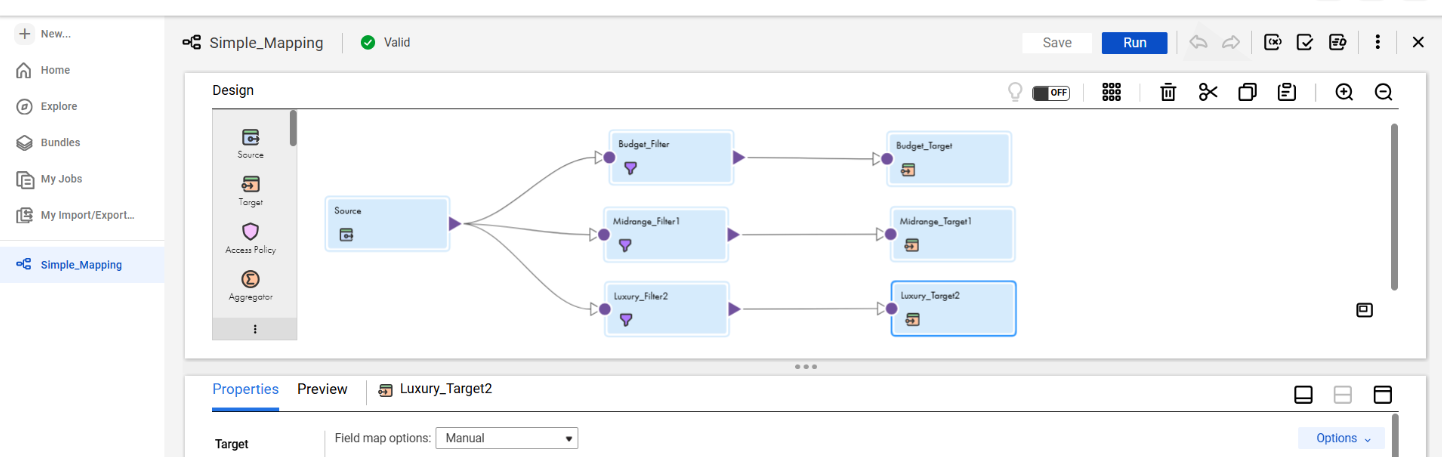 New...
Home
Explore
Bundles
My Jobs
My Import/Export...
Simple_Mapping
Simple_Mapping
Valid
Save
Run
Design
OFF
Source
Target
Access Policy
Aggregator
Source
Budget_Filter
Budget_Target
Midrange_Filter1
Midrange_Target1
Luxury_Filter2
Luxury_Target2
Properties
Preview
Luxury_Target2
Target
Field map options:
Manual
Options